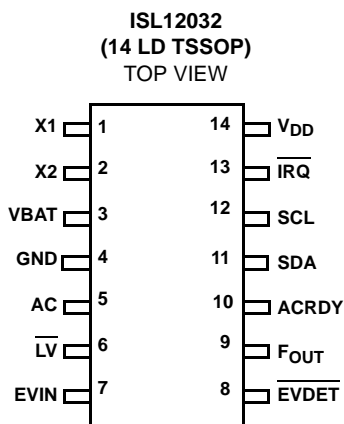 ISL12032
(14 LD TSSOP)
TOP VIEW
X1 1 14 VDD
X2 2 13 IRQ
VBAT 3 12 SCL
GND 4 11 SDA
AC 5 10 ACRDY
LV 6 9 FOUT
EVIN 7 8 EVDET